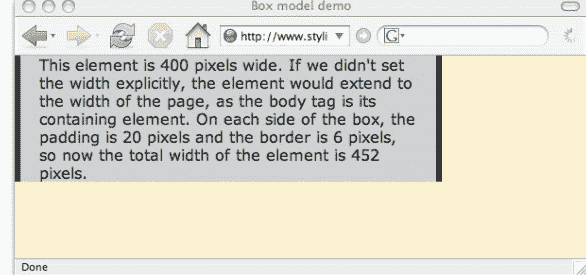 Box model demo
http://www.styli
G
This element is 400 pixels wide. If we didn't set
the width explicitly, the element would extend to
the width of the page, as the body tag is its
containing element. On each side of the box, the
padding is 20 pixels and the border is 6 pixels,
so now the total width of the element is 452
pixels.
Done